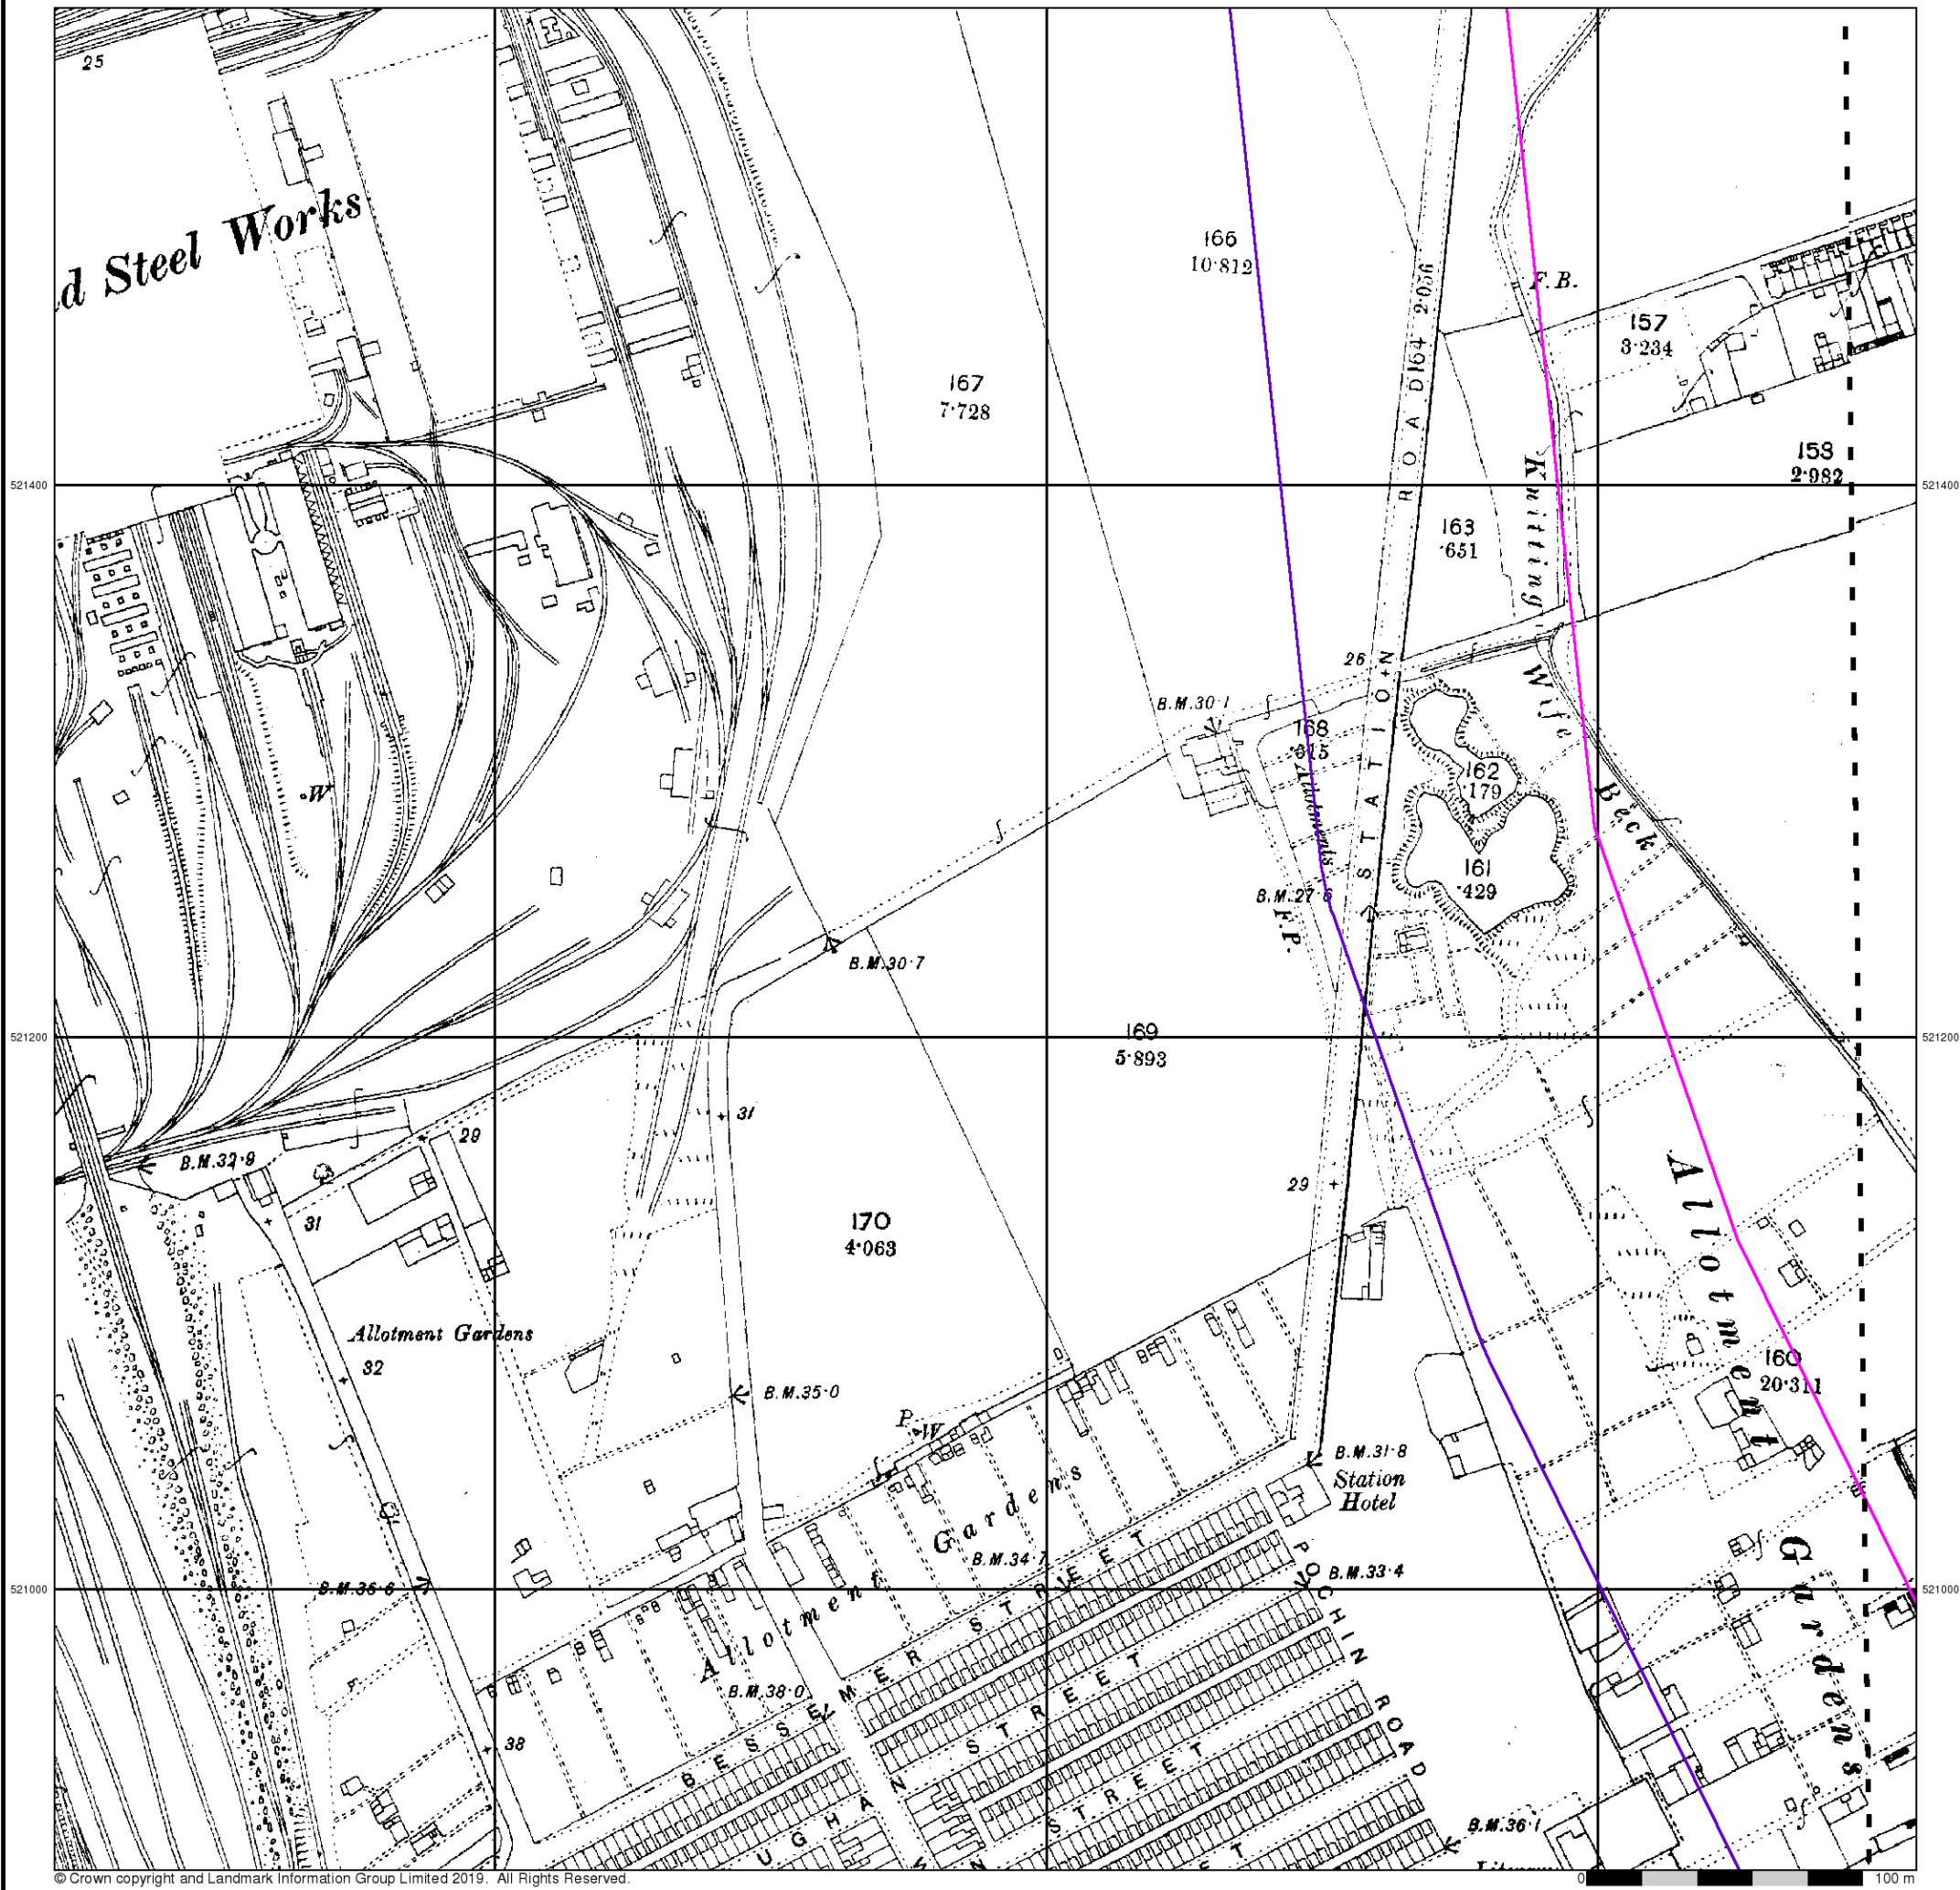 25
d Steel Works
166
10·812
ROAD
164 2·056
F.B.
157
3·234
167
7·728
158
2·982
521400
521400
163
·651
Knitting
Wife
Beck
26
STATION
B.M.30·1
168
·615
Allotments
162
·179
W
161
·429
B.M.27·6
F.P.
B.M.30·7
521200
521200
169
5·893
31
29
B.M.32·9
31
29
170
4·063
Allotment Gardens
Allotment Gardens
32
B.M.35·0
160
20·311
P.
W
B.M.31·8
Station
Hotel
Allotment Gardens
B.M.34·7
B.M.33·4
521000
521000
B.M.36·6
POCHIN ROAD
B.M.38·0
BESSEMER STREET
38
STREET
STREET
UGHAN
B.M.36·1
© Crown copyright and Landmark Information Group Limited 2019. All Rights Reserved.
0
100 m